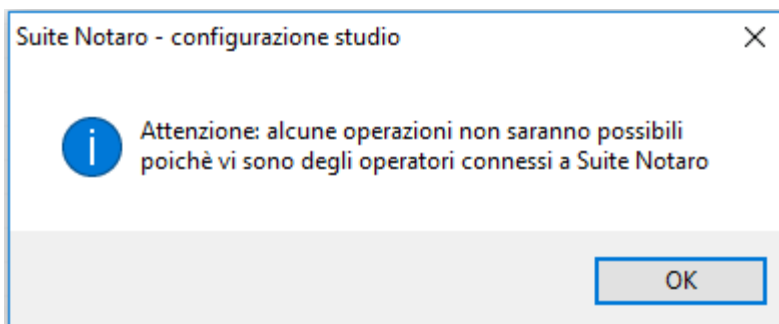 Suite Notaro - configurazione studio
Attenzione: alcune operazioni non saranno possibili
poichè vi sono degli operatori connessi a Suite Notaro
OK